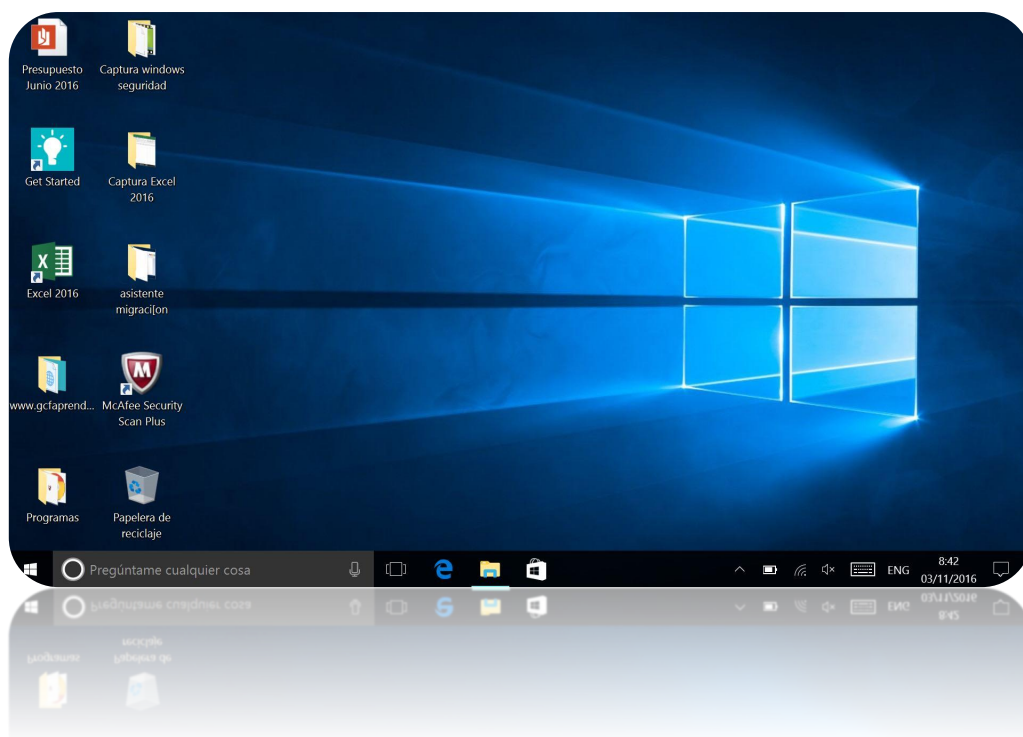 Presupuesto
Junio 2016
Captura windows
seguridad
Get Started
Captura Excel
2016
Excel 2016
asistente
migraci[on
www.gcfaprend...
McAfee Security
Scan Plus
Programas
Papelera de
reciclaje
Pregúntame cualquier cosa
ENG
8:42
03/11/2016